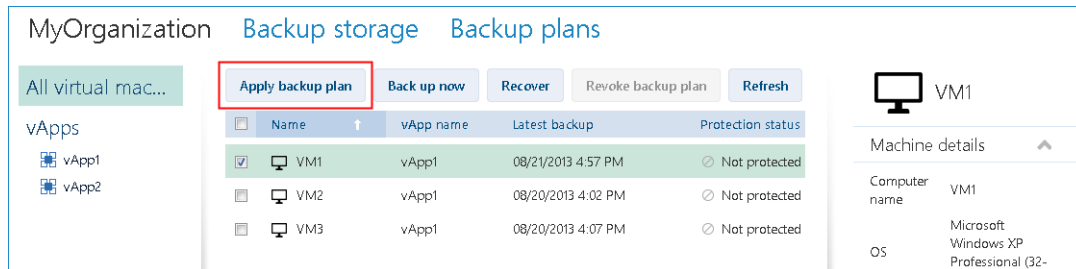 MyOrganization Backup storage Backup plans
All virtual mac...
vApps
vApp1
vApp2
Apply backup plan Back up now Recover Revoke backup plan Refresh
Name vApp name Latest backup Protection status
VM1 vApp1 08/21/2013 4:57 PM Not protected
VM2 vApp1 08/20/2013 4:02 PM Not protected
VM3 vApp1 08/20/2013 4:07 PM Not protected
VM1
Machine details
Computer name VM1
OS Microsoft
Windows XP
Professional (32-